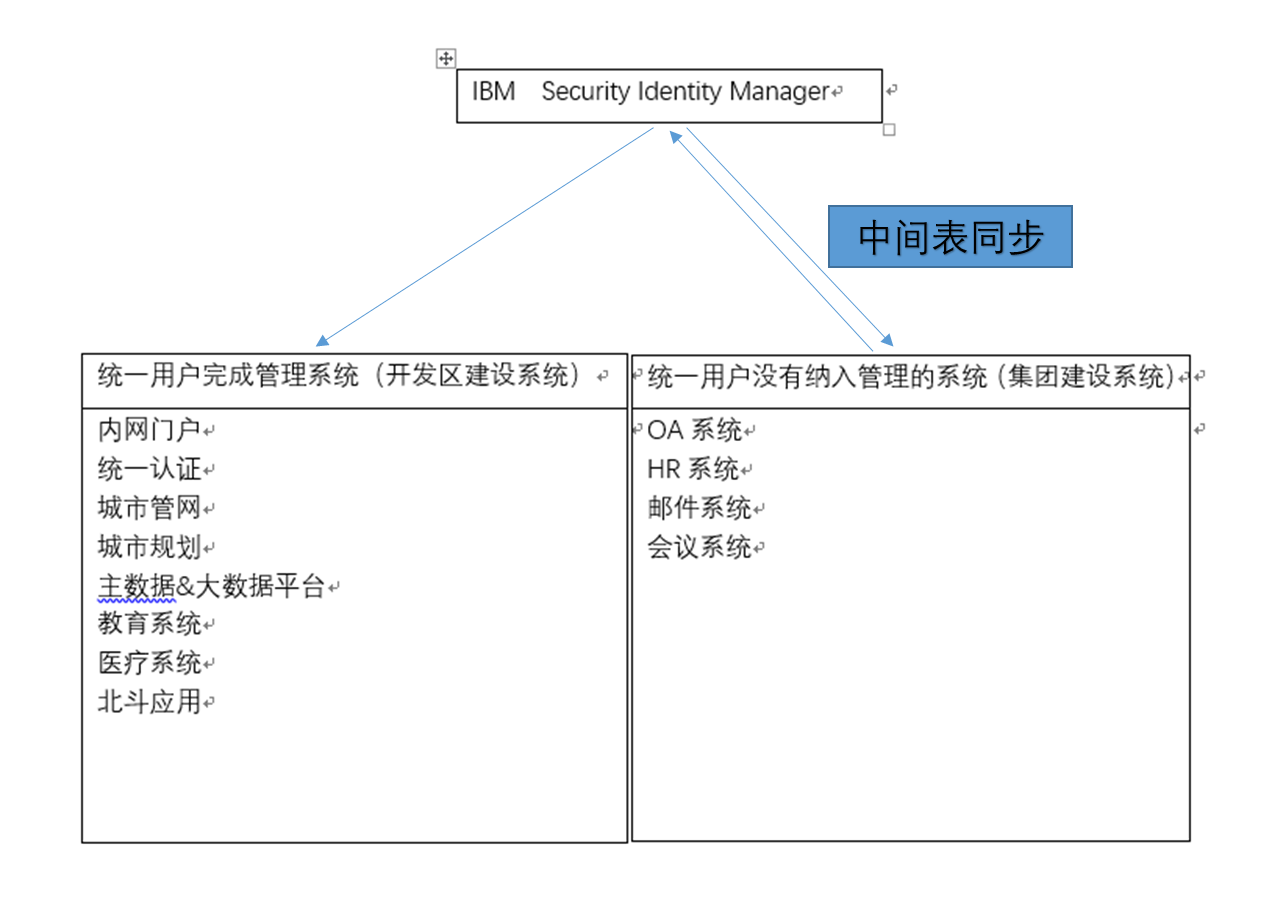 IBM    Security Identity Manager
中间表同步
统一用户完成管理系统（开发区建设系统）
内网门户
统一认证
城市管网
城市规划
主数据&大数据平台
教育系统
医疗系统
北斗应用
统一用户没有纳入管理的系统（集团建设系统）
OA 系统
HR 系统
邮件系统
会议系统